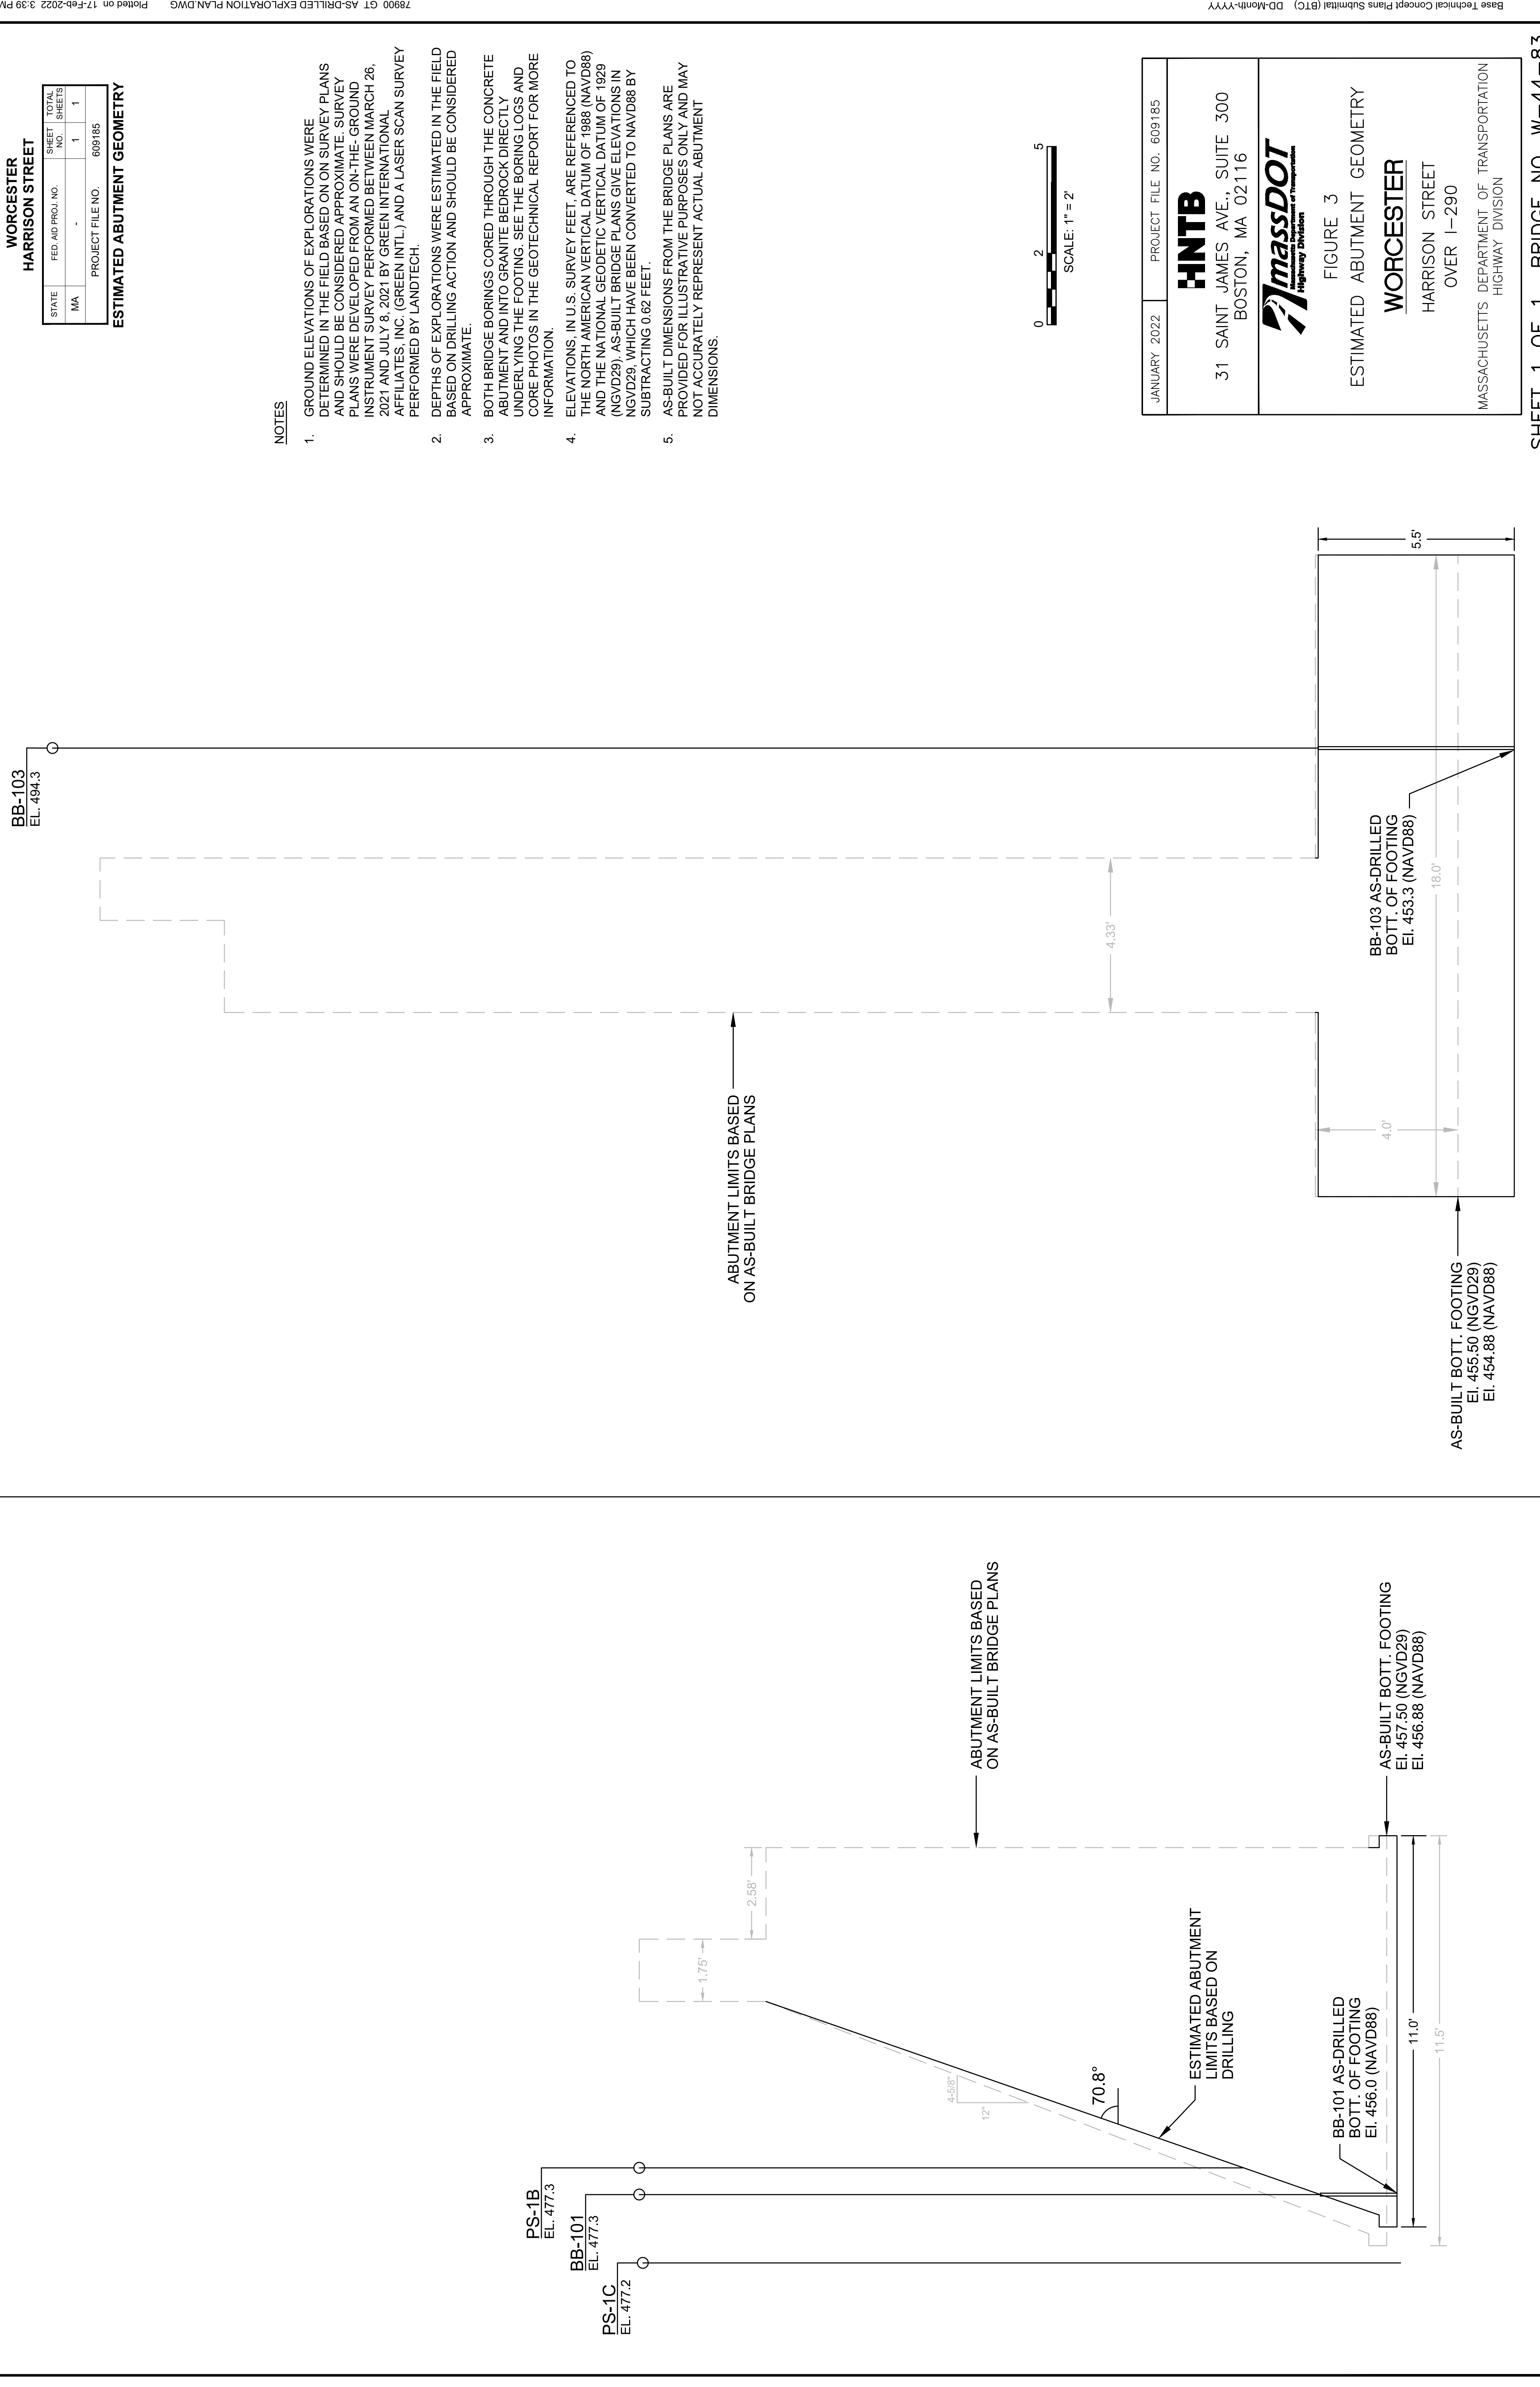 78900_GT_AS-DRILLED EXPLORATION PLAN.DWG
Base Technical Concept Plans Submittal (BTC) DD-Month-YYYY
WORCESTER
HARRISON STREET
STATE FED. AID PROJ. NO. SHEET NO. TOTAL SHEETS
MA - 1 1
PROJECT FILE NO. 609185
ESTIMATED ABUTMENT GEOMETRY
NOTES
1. GROUND ELEVATIONS OF EXPLORATIONS WERE
DETERMINED IN THE FIELD BASED ON ON SURVEY PLANS
AND SHOULD BE CONSIDERED APPROXIMATE. SURVEY
PLANS WERE DEVELOPED FROM AN ON-THE- GROUND
INSTRUMENT SURVEY PERFORMED BETWEEN MARCH 26,
2021 AND JULY 8, 2021 BY GREEN INTERNATIONAL
AFFILIATES, INC. (GREEN INTL.) AND A LASER SCAN SURVEY
PERFORMED BY LANDTECH.
2. DEPTHS OF EXPLORATIONS WERE ESTIMATED IN THE FIELD
BASED ON DRILLING ACTION AND SHOULD BE CONSIDERED
APPROXIMATE.
3. BOTH BRIDGE BORINGS CORED THROUGH THE CONCRETE
ABUTMENT AND INTO GRANITE BEDROCK DIRECTLY
UNDERLYING THE FOOTING. SEE THE BORING LOGS AND
CORE PHOTOS IN THE GEOTECHNICAL REPORT FOR MORE
INFORMATION.
4. ELEVATIONS, IN U.S. SURVEY FEET, ARE REFERENCED TO
THE NORTH AMERICAN VERTICAL DATUM OF 1988 (NAVD88)
AND THE NATIONAL GEODETIC VERTICAL DATUM OF 1929
(NGVD29). AS-BUILT BRIDGE PLANS GIVE ELEVATIONS IN
NGVD29, WHICH HAVE BEEN CONVERTED TO NAVD88 BY
SUBTRACTING 0.62 FEET.
5. AS-BUILT DIMENSIONS FROM THE BRIDGE PLANS ARE
PROVIDED FOR ILLUSTRATIVE PURPOSES ONLY AND MAY
NOT ACCURATELY REPRESENT ACTUAL ABUTMENT
DIMENSIONS.
0 2 5
SCALE: 1" = 2'
JANUARY 2022 PROJECT FILE NO. 609185
HNTB
31 SAINT JAMES AVE., SUITE 300
BOSTON, MA 02116
massDOT
Massachusetts Department of Transportation
Highway Division
FIGURE 3
ESTIMATED ABUTMENT GEOMETRY
WORCESTER
HARRISON STREET
OVER I-290
MASSACHUSETTS DEPARTMENT OF TRANSPORTATION
HIGHWAY DIVISION
BB-103
EL. 494.3
ABUTMENT LIMITS BASED
ON AS-BUILT BRIDGE PLANS
4.33'
5.5'
BB-103 AS-DRILLED
BOTT. OF FOOTING
El. 453.3 (NAVD88)
18.0'
4.0'
AS-BUILT BOTT. FOOTING
El. 455.50 (NGVD29)
El. 454.88 (NAVD88)
PS-1B
EL. 477.3
BB-101
EL. 477.3
PS-1C
EL. 477.2
1.75'
2.58'
4-5/8"
12"
70.8°
ABUTMENT LIMITS BASED
ON AS-BUILT BRIDGE PLANS
ESTIMATED ABUTMENT
LIMITS BASED ON
DRILLING
BB-101 AS-DRILLED
BOTT. OF FOOTING
El. 456.0 (NAVD88)
AS-BUILT BOTT. FOOTING
El. 457.50 (NGVD29)
El. 456.88 (NAVD88)
11.0'
11.5'